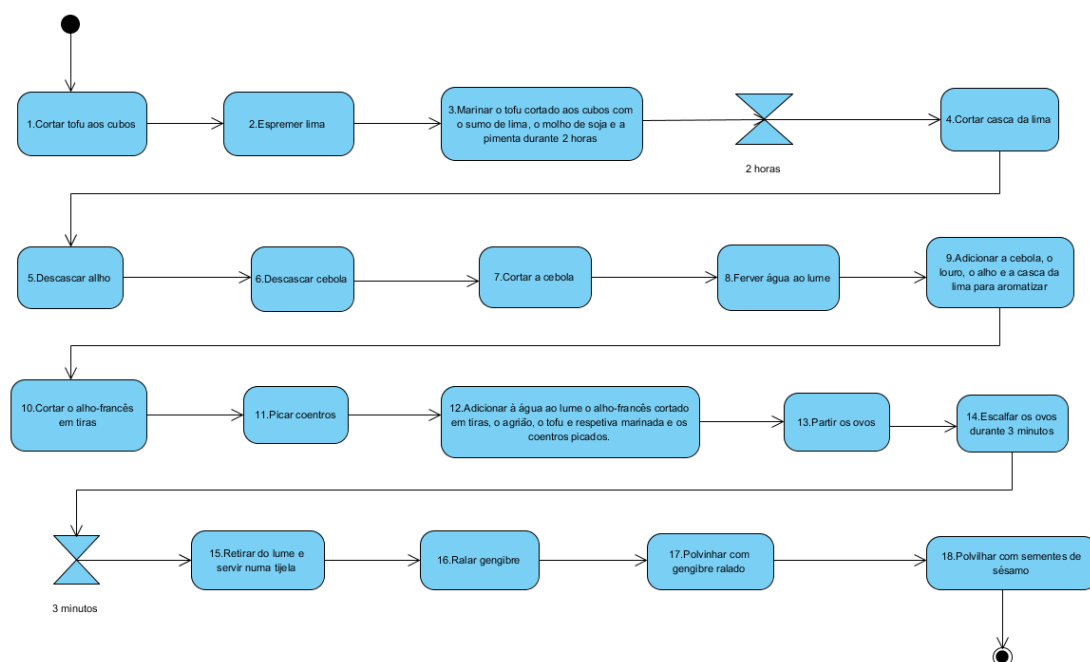 1.Cortar tofu aos cubos
2.Espremer lima
3.Marinar o tofu cortado aos cubos com
o sumo de lima, o molho de soja e a
pimenta durante 2 horas
2 horas
4.Cortar casca da lima
5.Descascar allho
6.Descascar cebola
7.Cortar a cebola
8.Ferver água ao lume
9.Adicionar a cebola, o
louro, o alho e a casca da
lima para aromatizar
10.Cortar o alho-francês
em tiras
11.Picar coentros
12.Adicionar à água ao lume o alho-francês cortado
em tiras, o agrião, o tofu e respetiva marinada e os
coentros picados.
13.Partir os ovos
14.Escalfar os ovos
durante 3 minutos
3 minutos
15.Retirar do lume e
servir numa tijela
16.Ralar gengibre
17.Polvinhar com
gengibre ralado
18.Polvilhar com sementes de
sésamo